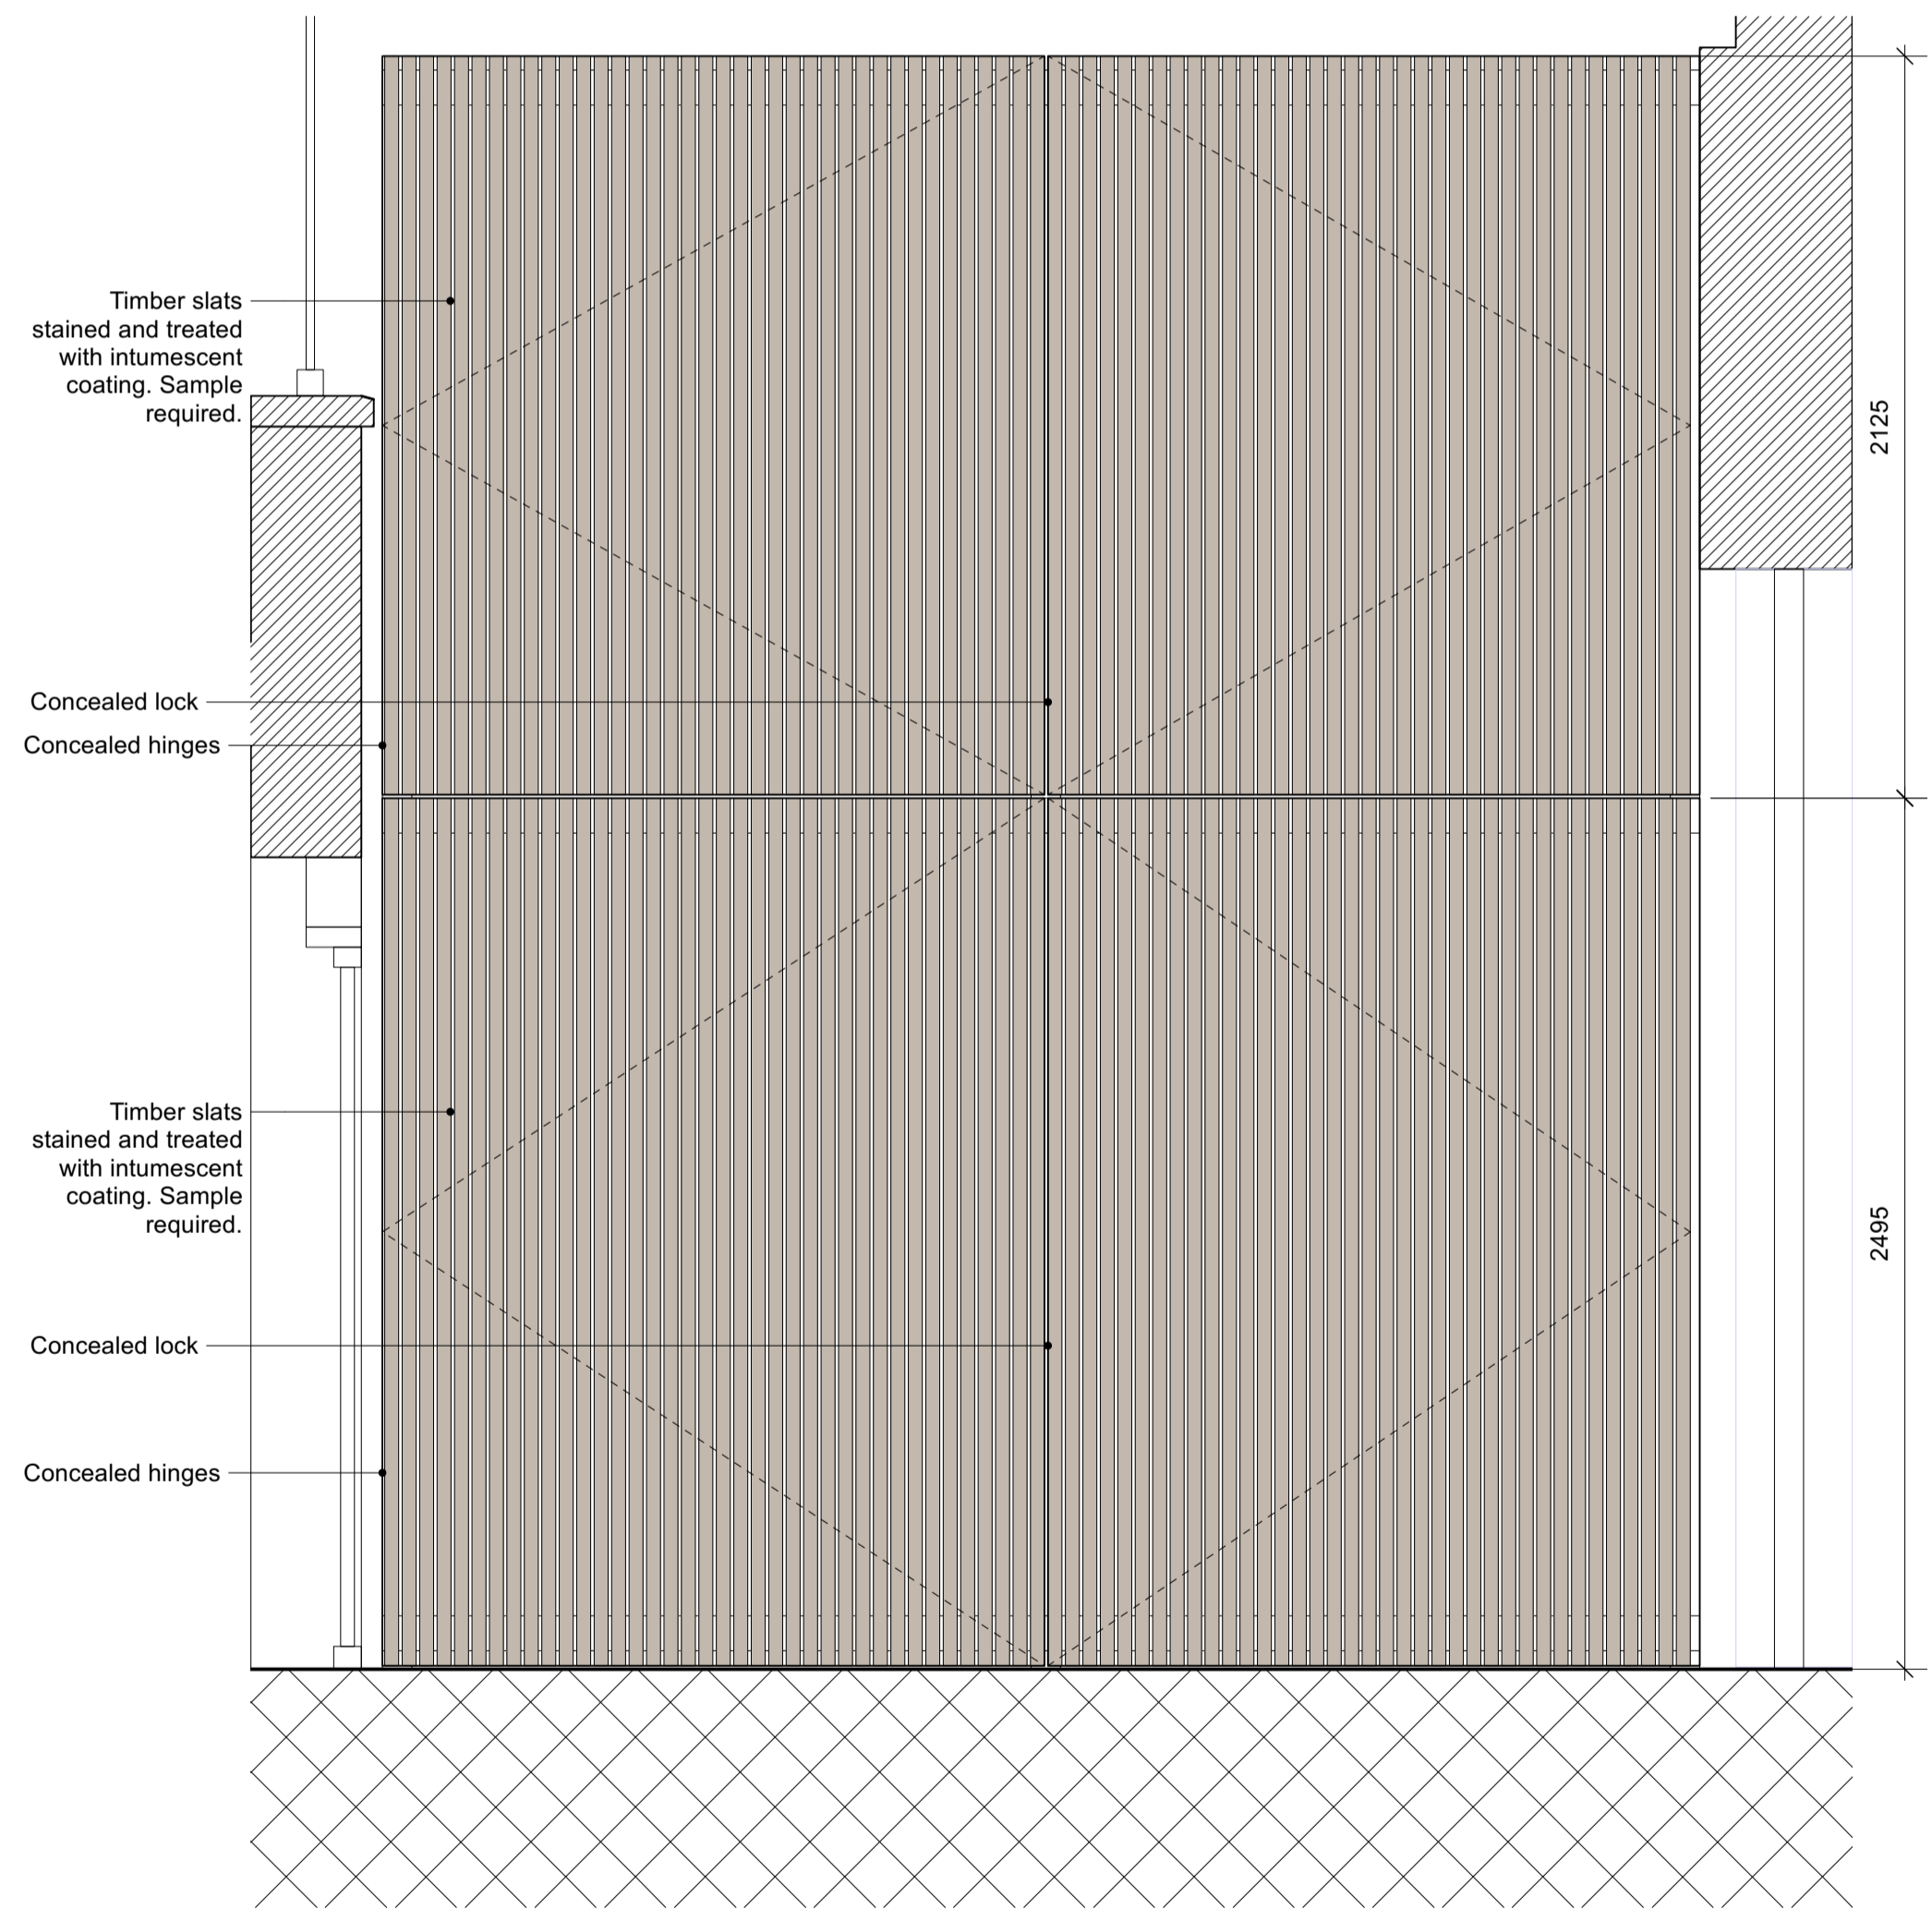 Timber slats
stained and treated
with intumescent
coating. Sample
required.
2125
Concealed lock
Concealed hinges
Timber slats
stained and treated
with intumescent
coating. Sample
required.
2495
Concealed lock
Concealed hinges